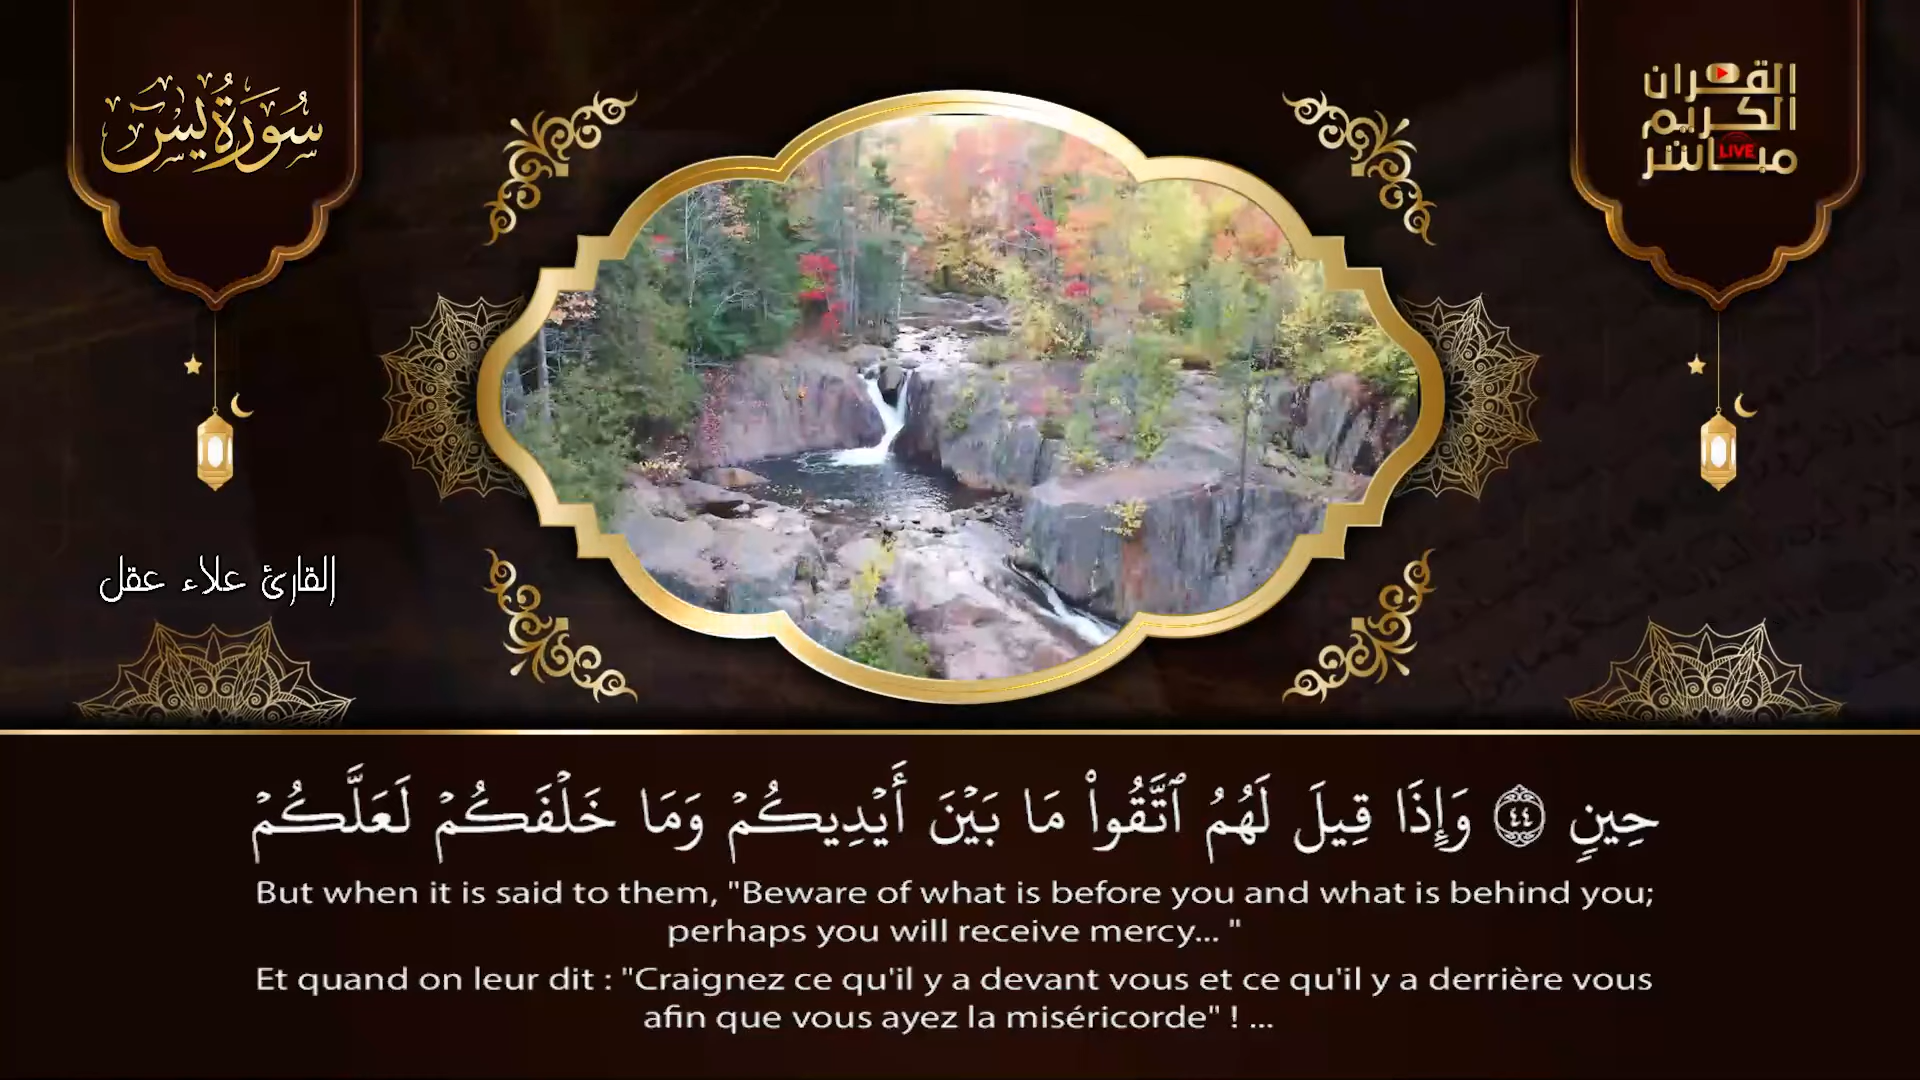 سُورَةُ يس
القرآن
الكريم
مباشر
LIVE
القارئ علاء عقل
حِينٖ ٤٤ وَإِذَا قِيلَ لَهُمُ ٱتَّقُواْ مَا بَيۡنَ أَيۡدِيكُمۡ وَمَا خَلۡفَكُمۡ لَعَلَّكُمۡ
But when it is said to them, "Beware of what is before you and what is behind you;
perhaps you will receive mercy... "
Et quand on leur dit : "Craignez ce qu'il y a devant vous et ce qu'il y a derrière vous
afin que vous ayez la miséricorde" ! ...